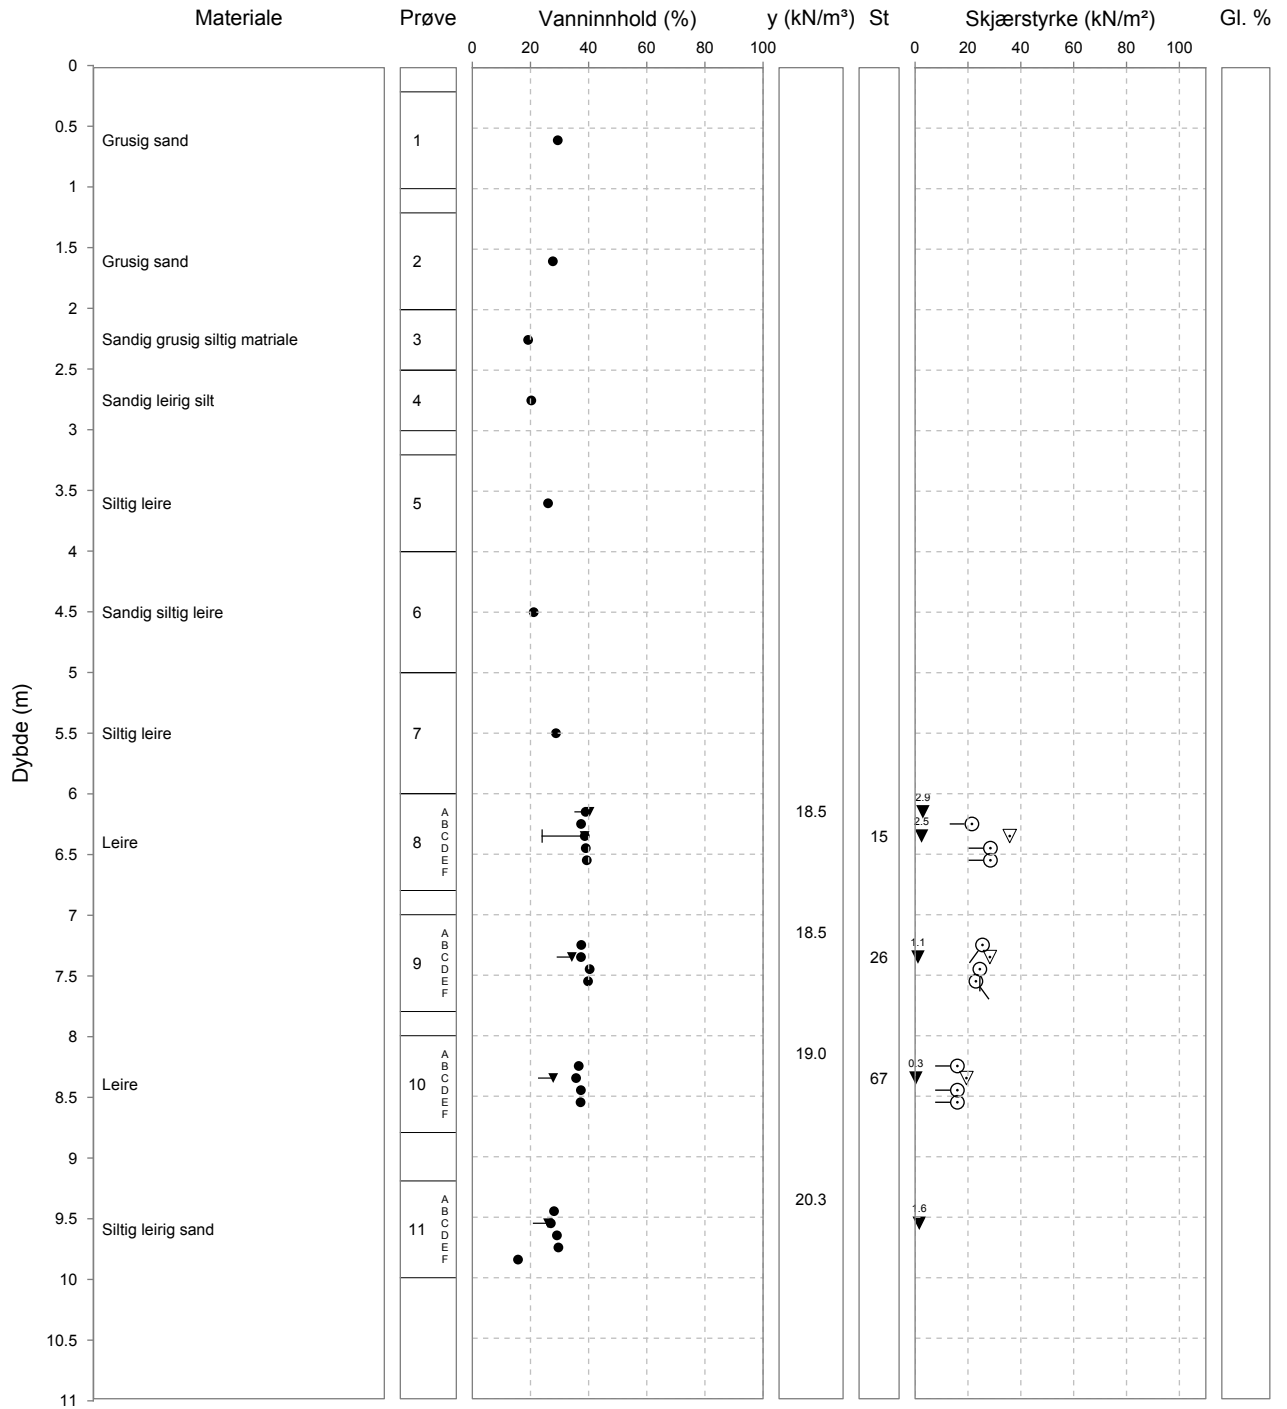 Materiale Prøve Vanninnhold (%) y (kN/m³) St Skjærstyrke (kN/m²) Gl. %
0 20 40 60 80 100 0 20 40 60 80 100
0
0.5
Grusig sand 1
1
1.5
Grusig sand 2
2
Sandig grusig siltig matriale 3
2.5
Sandig leirig silt 4
3
3.5
Siltig leire 5
4
4.5
Sandig siltig leire 6
5
Dybde (m)
5.5
Siltig leire 7
6
2.9
A 18.5
B
2.5
C 15
Leire 8
D
6.5
E
F
7
A 18.5
B
1.1
C 26
9
D
7.5
E
F
8
A 19.0
B
0.3
C 67
Leire 10
D
8.5
E
F
9
A 20.3
B
1.6
9.5
C
Siltig leirig sand 11
D
E
F
10
10.5
11